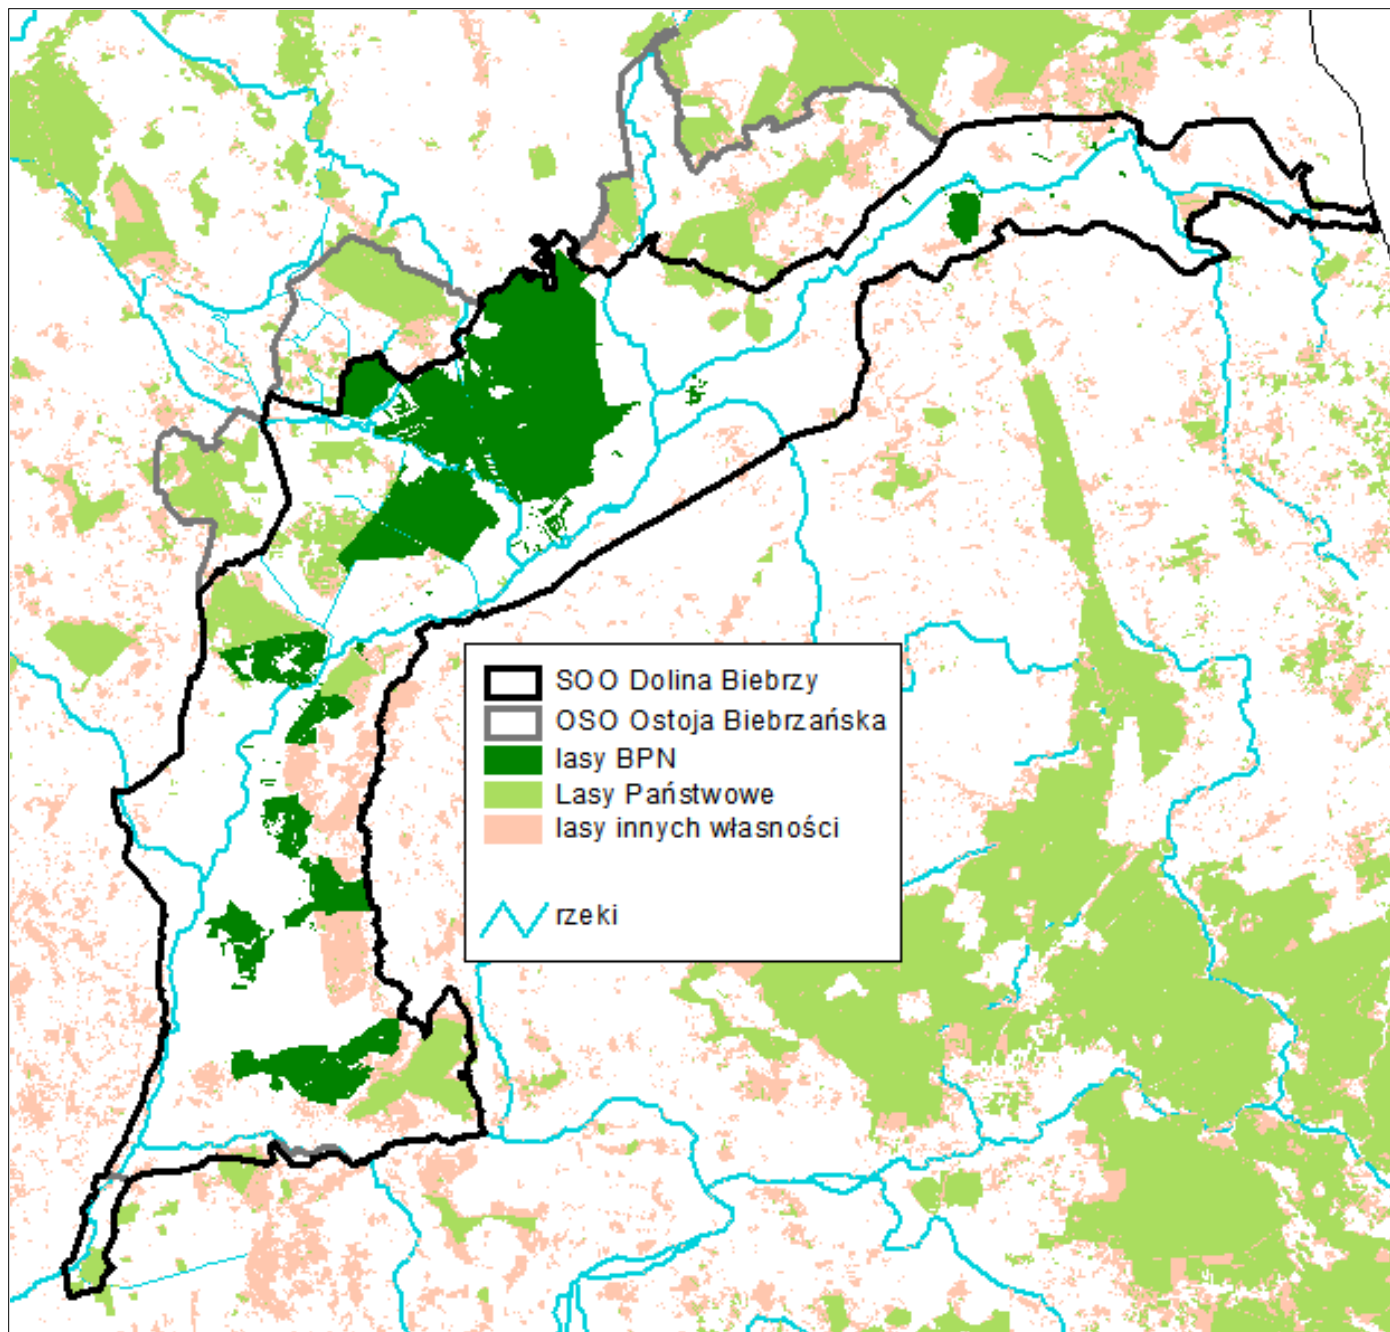 SOO Dolina Biebrzy
OSO Ostoja Biebrzańska
lasy BPN
Lasy Państwowe
lasy innych własności
rzeki